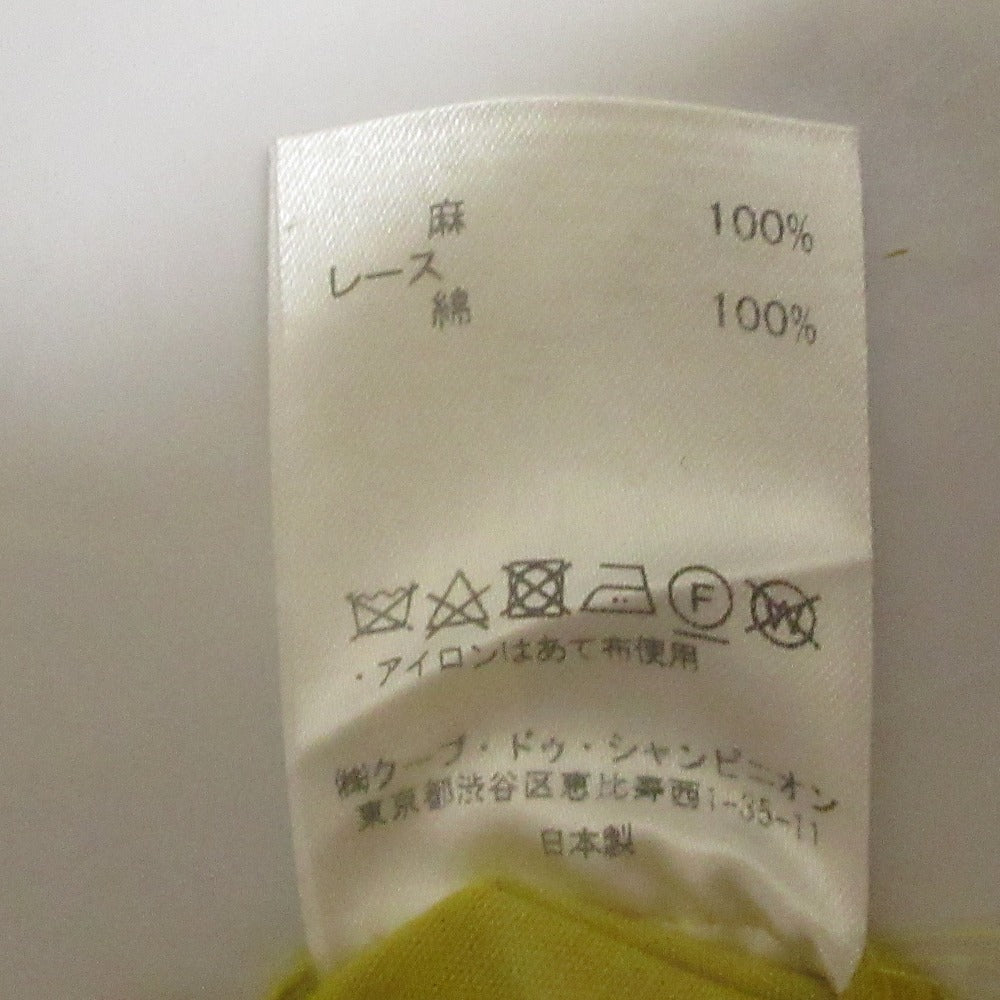 麻 100%
レース
綿 100%
F W
・アイロンはあて布使用
㈱クープ・ドゥ・シャンピニオン
東京都渋谷区恵比寿西1-35-11
日本製